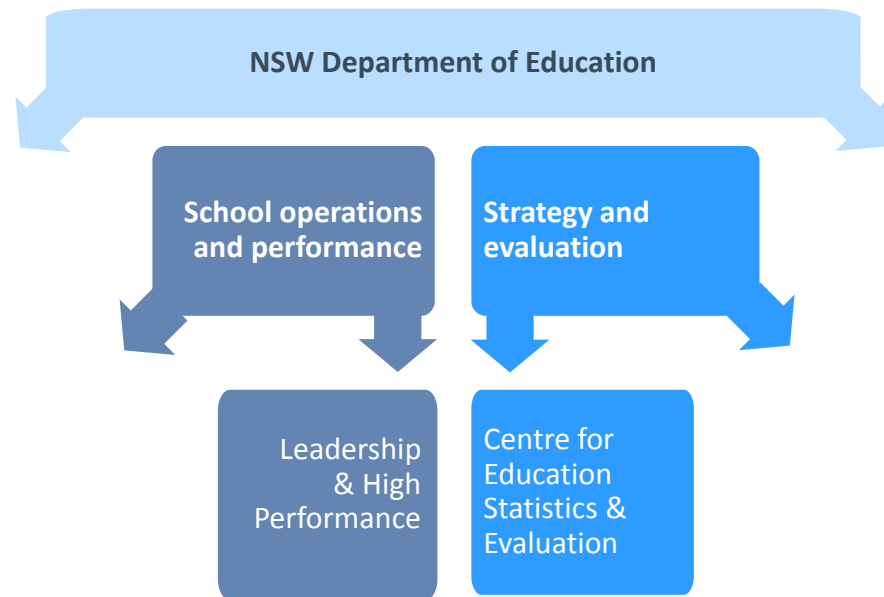 NSW Department of Education
School operations
and performance
Strategy and
evaluation
Leadership
& High
Performance
Centre for
Education
Statistics &
Evaluation